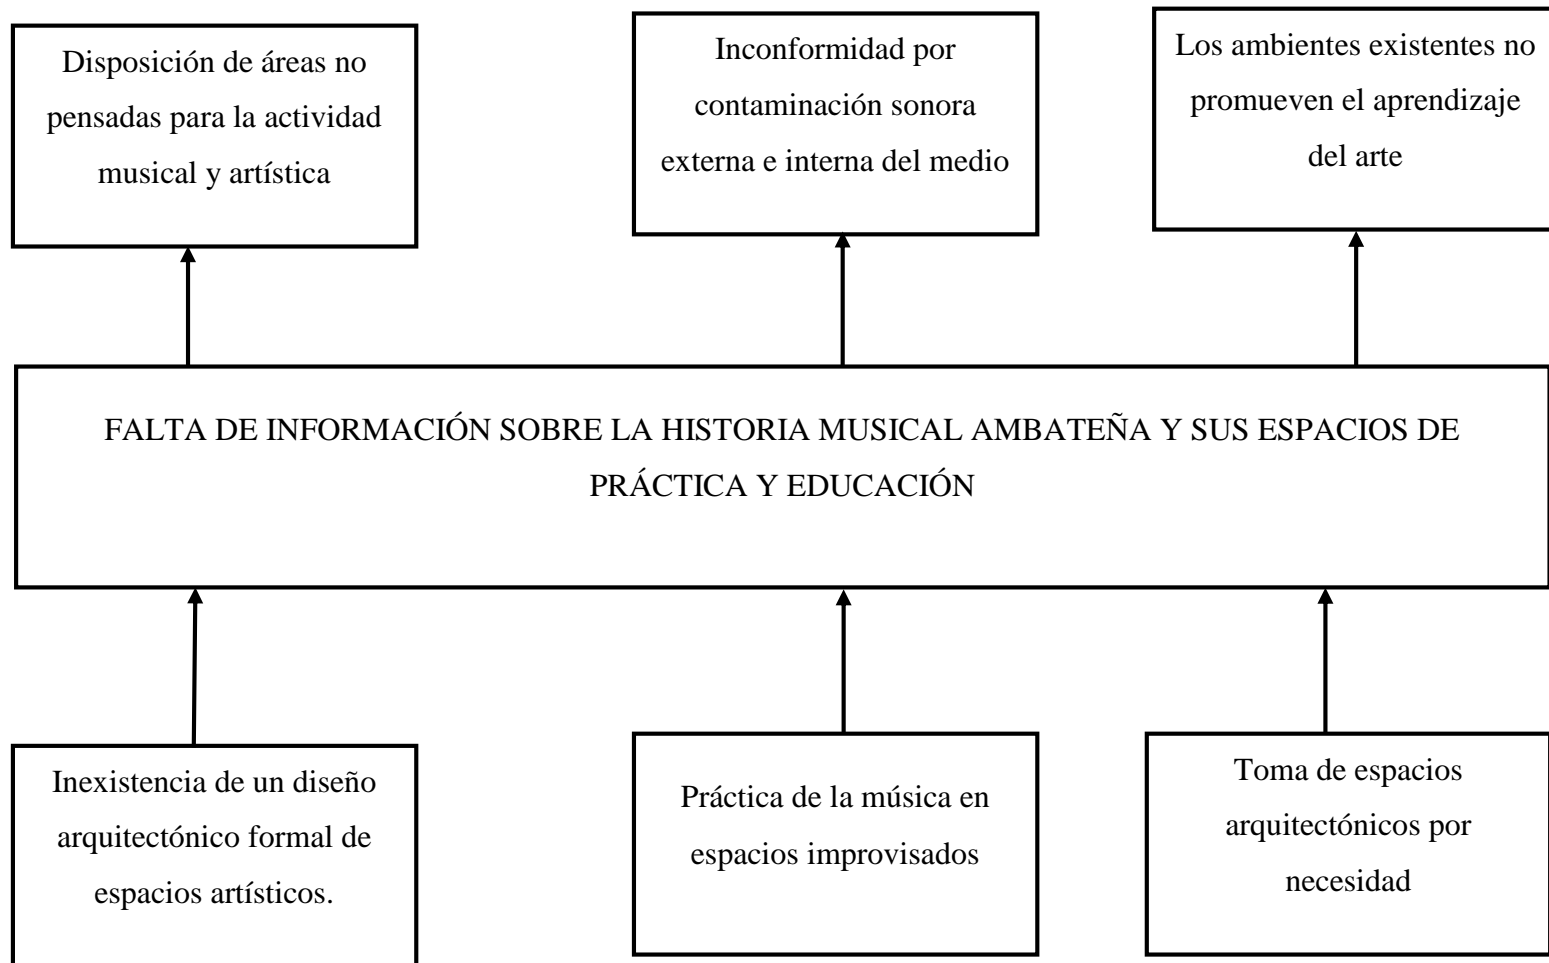 Disposición de áreas no
pensadas para la actividad
musical y artística
Inconformidad por
contaminación sonora
externa e interna del medio
Los ambientes existentes no
promueven el aprendizaje
del arte
FALTA DE INFORMACIÓN SOBRE LA HISTORIA MUSICAL AMBATEÑA Y SUS ESPACIOS DE
PRÁCTICA Y EDUCACIÓN
Inexistencia de un diseño
arquitectónico formal de
espacios artísticos.
Práctica de la música en
espacios improvisados
Toma de espacios
arquitectónicos por
necesidad